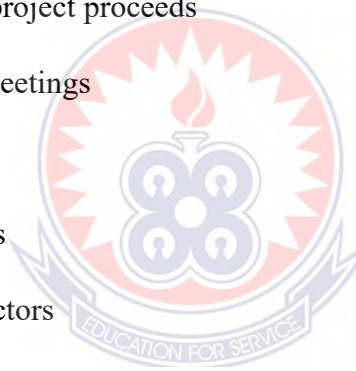 project proceeds
eetings
s
ctors
EDUCATION FOR SERVICE